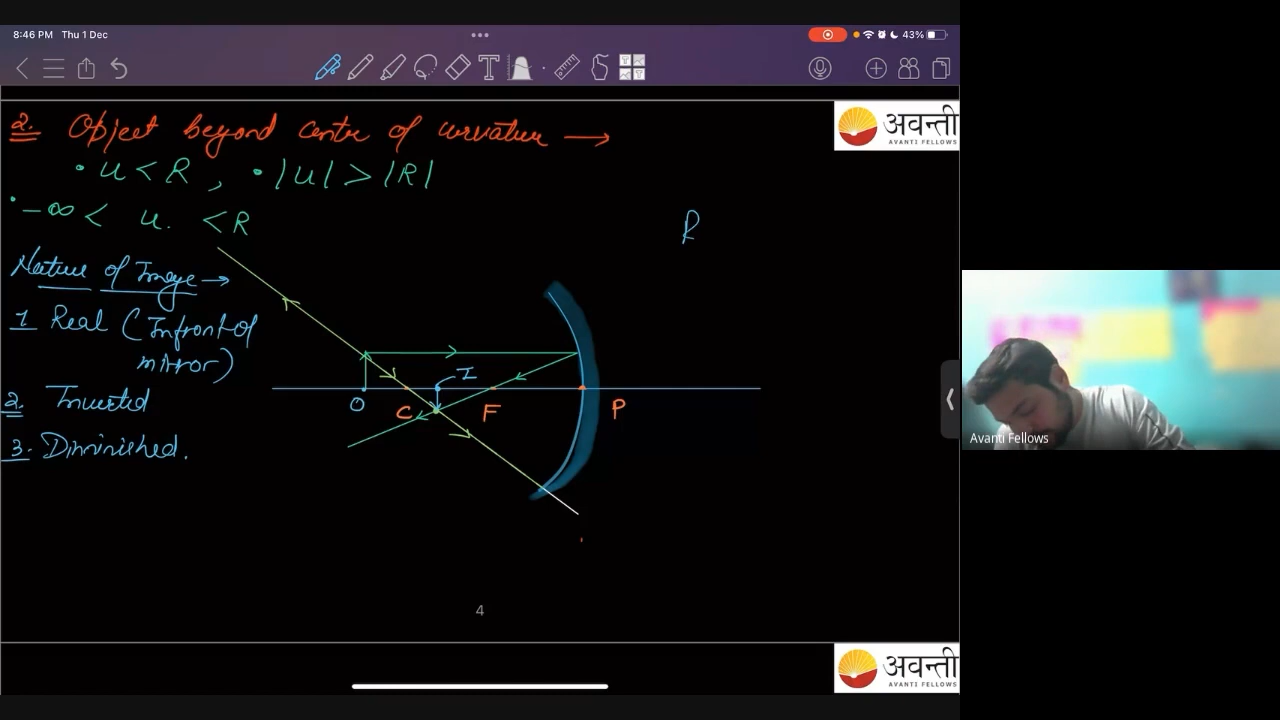 8:46 PM Thu 1 Dec
43%
2. Object beyond centre of curvature →
• u < R , • |u| > |R|
• -∞ < u. < R
R
Nature of Image →
1 Real (Infront of
mirror)
2. Inverted
3. Diminished.
I
O C F P
4
अवन्ती
AVANTI FELLOWS
अवन्ती
AVANTI FELLOWS
Avanti Fellows